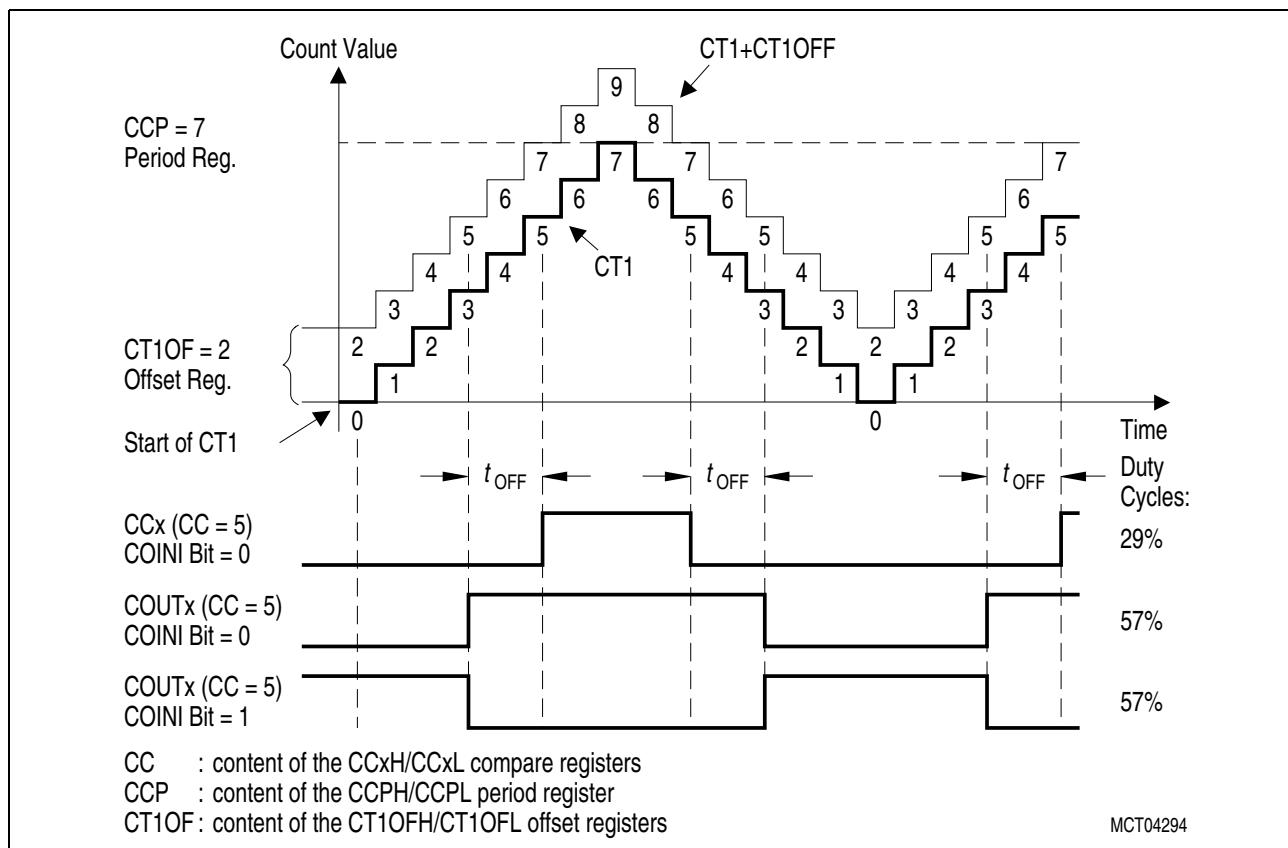 Count Value
CT1+CT1OFF
9
8 8
CCP = 7
Period Reg.
7 7 7 7
6 6 6 6 6
5 5 5 5 5 5
CT1
4 4 4 4 4 4
3 3 3 3 3 3
CT1OF = 2
Offset Reg.
2 2 2 2 2
1 1 1
0 0
Start of CT1
Time
t OFF t OFF t OFF
Duty
Cycles:
CCx (CC = 5)
COINI Bit = 0
29%
COUTx (CC = 5)
COINI Bit = 0
57%
COUTx (CC = 5)
COINI Bit = 1
57%
CC : content of the CCxH/CCxL compare registers
CCP : content of the CCPH/CCPL period register
CT1OF : content of the CT1OFH/CT1OFL offset registers
MCT04294